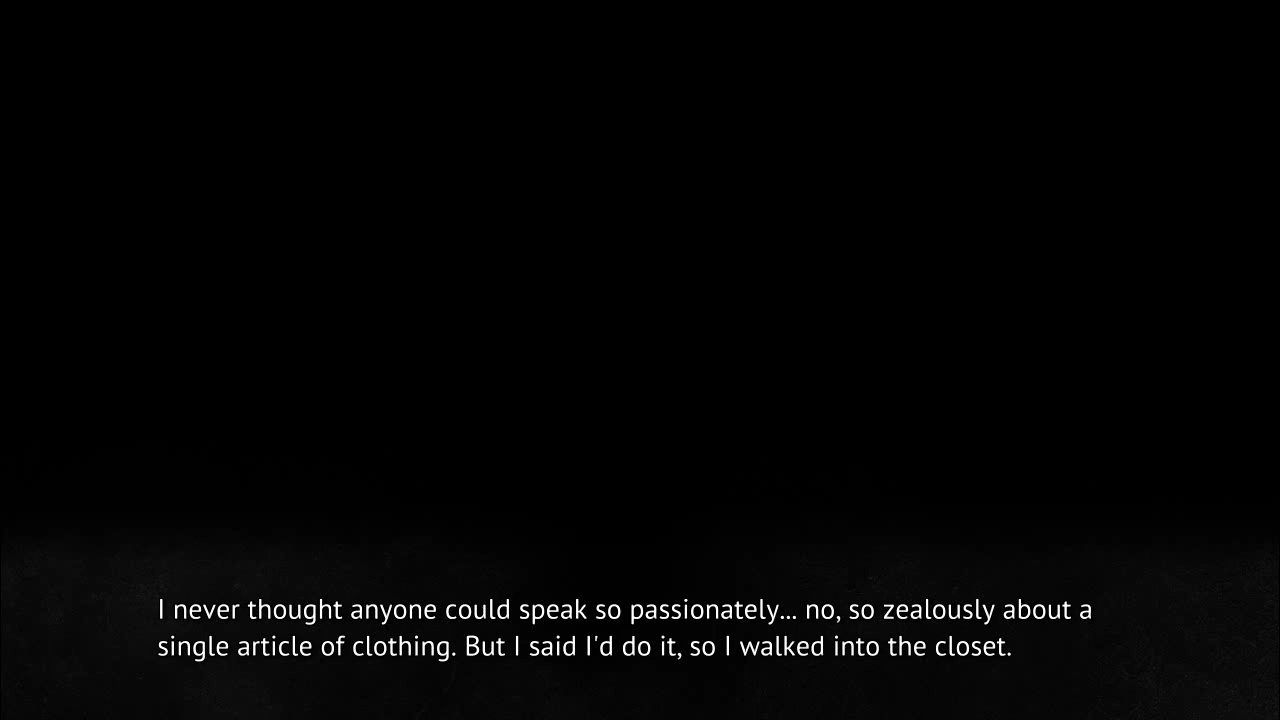 I never thought anyone could speak so passionately... no, so zealously about a
single article of clothing. But I said I'd do it, so I walked into the closet.